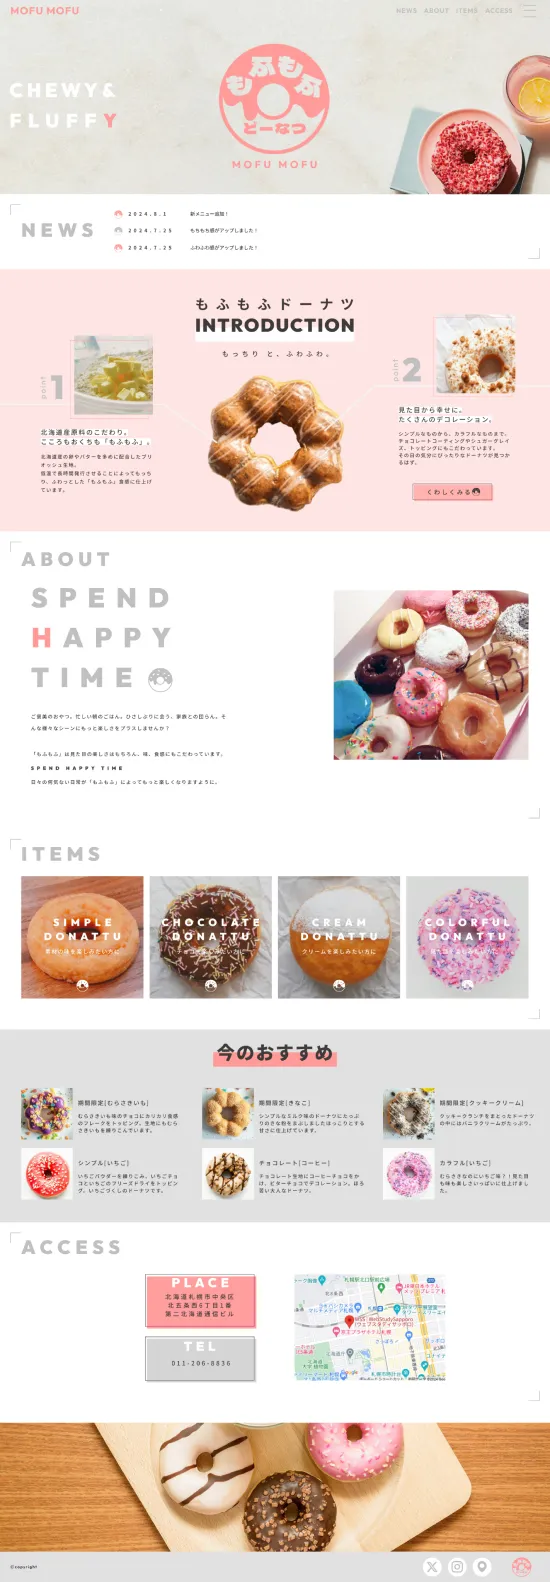 MOFU MOFU
NEWS ABOUT ITEMS ACCESS
CHEWY&
FLUFFY
もふもふ
どーなつ
MOFU MOFU
NEWS
2024.8.1 新メニュー追加！
2024.7.25 もちもち感がアップしました！
2024.7.25 ふわふわ感がアップしました！
もふもふドーナツ
INTRODUCTION
もっちり と、ふわふわ。
point 1
北海道産原料のこだわり。
こころもおくちも「もふもふ」。
北海道産の卵やバターを多めに配合したブリ
オッシュ生地。
低温で長時間発行させることによってもっち
り、ふわっとした「もふもふ」食感に仕上げ
ています。
point 2
見た目から幸せに。
たくさんのデコレーション。
シンプルなものから、カラフルなものまで、
チョコレートコーティングやシュガーグレイ
ズ、トッピングにもこだわっています。
その日の気分にぴったりなドーナツが見つか
るはず。
くわしくみる
ABOUT
SPEND
HAPPY
TIME
ご褒美のおやつ。忙しい朝のごはん。ひさしぶりに会う、家族との団らん。そ
んな様々なシーンにもっと楽しさをプラスしませんか？
「もふもふ」は見た目の楽しさはもちろん、味、食感にもこだわっています。
SPEND HAPPY TIME
日々の何気ない日常が「もふもふ」によってもっと楽しくなりますように。
ITEMS
SIMPLE
DONATTU
素材の味を楽しみたい方に
CHOCOLATE
DONATTU
チョコを楽しみたい方に
CREAM
DONATTU
クリームを楽しみたい方に
COLORFUL
DONATTU
今のおすすめ
期間限定[むらさきいも]
むらさきいも味のチョコにカリカリ食感
のフレークをトッピング。生地にもむら
さきいもを練りこんでいます。
期間限定[きなこ]
シンプルなミルク味のドーナツにたっぷ
りのきな粉をまぶしましたほっこりとする
甘さに仕上げています。
期間限定[クッキークリーム]
クッキークランチをまとったドーナツ
の中にはバニラクリームがたっぷり。
シンプル[いちご]
いちごパウダーを練りこみ、いちごチョ
コといちごのフリーズドライをトッピン
グ。いちごづくしのドーナツです。
チョコレート[コーヒー]
チョコレート生地にコーヒーチョコをか
け、ビターチョコでデコレーション。ほろ
苦い大人なドーナツ。
カラフル[いちご]
むらさきなのにいちご味？！見た目
も味も楽しさいっぱいに仕上げまし
た。
ACCESS
PLACE
北海道札幌市中央区
北五条西6丁目1番
第二北海道通信ビル
TEL
011-206-8836
MSS | WebStudySapporo
(ウェブスタディサッポロ)
京王プラザホテル札幌
北海道庁
©copyright